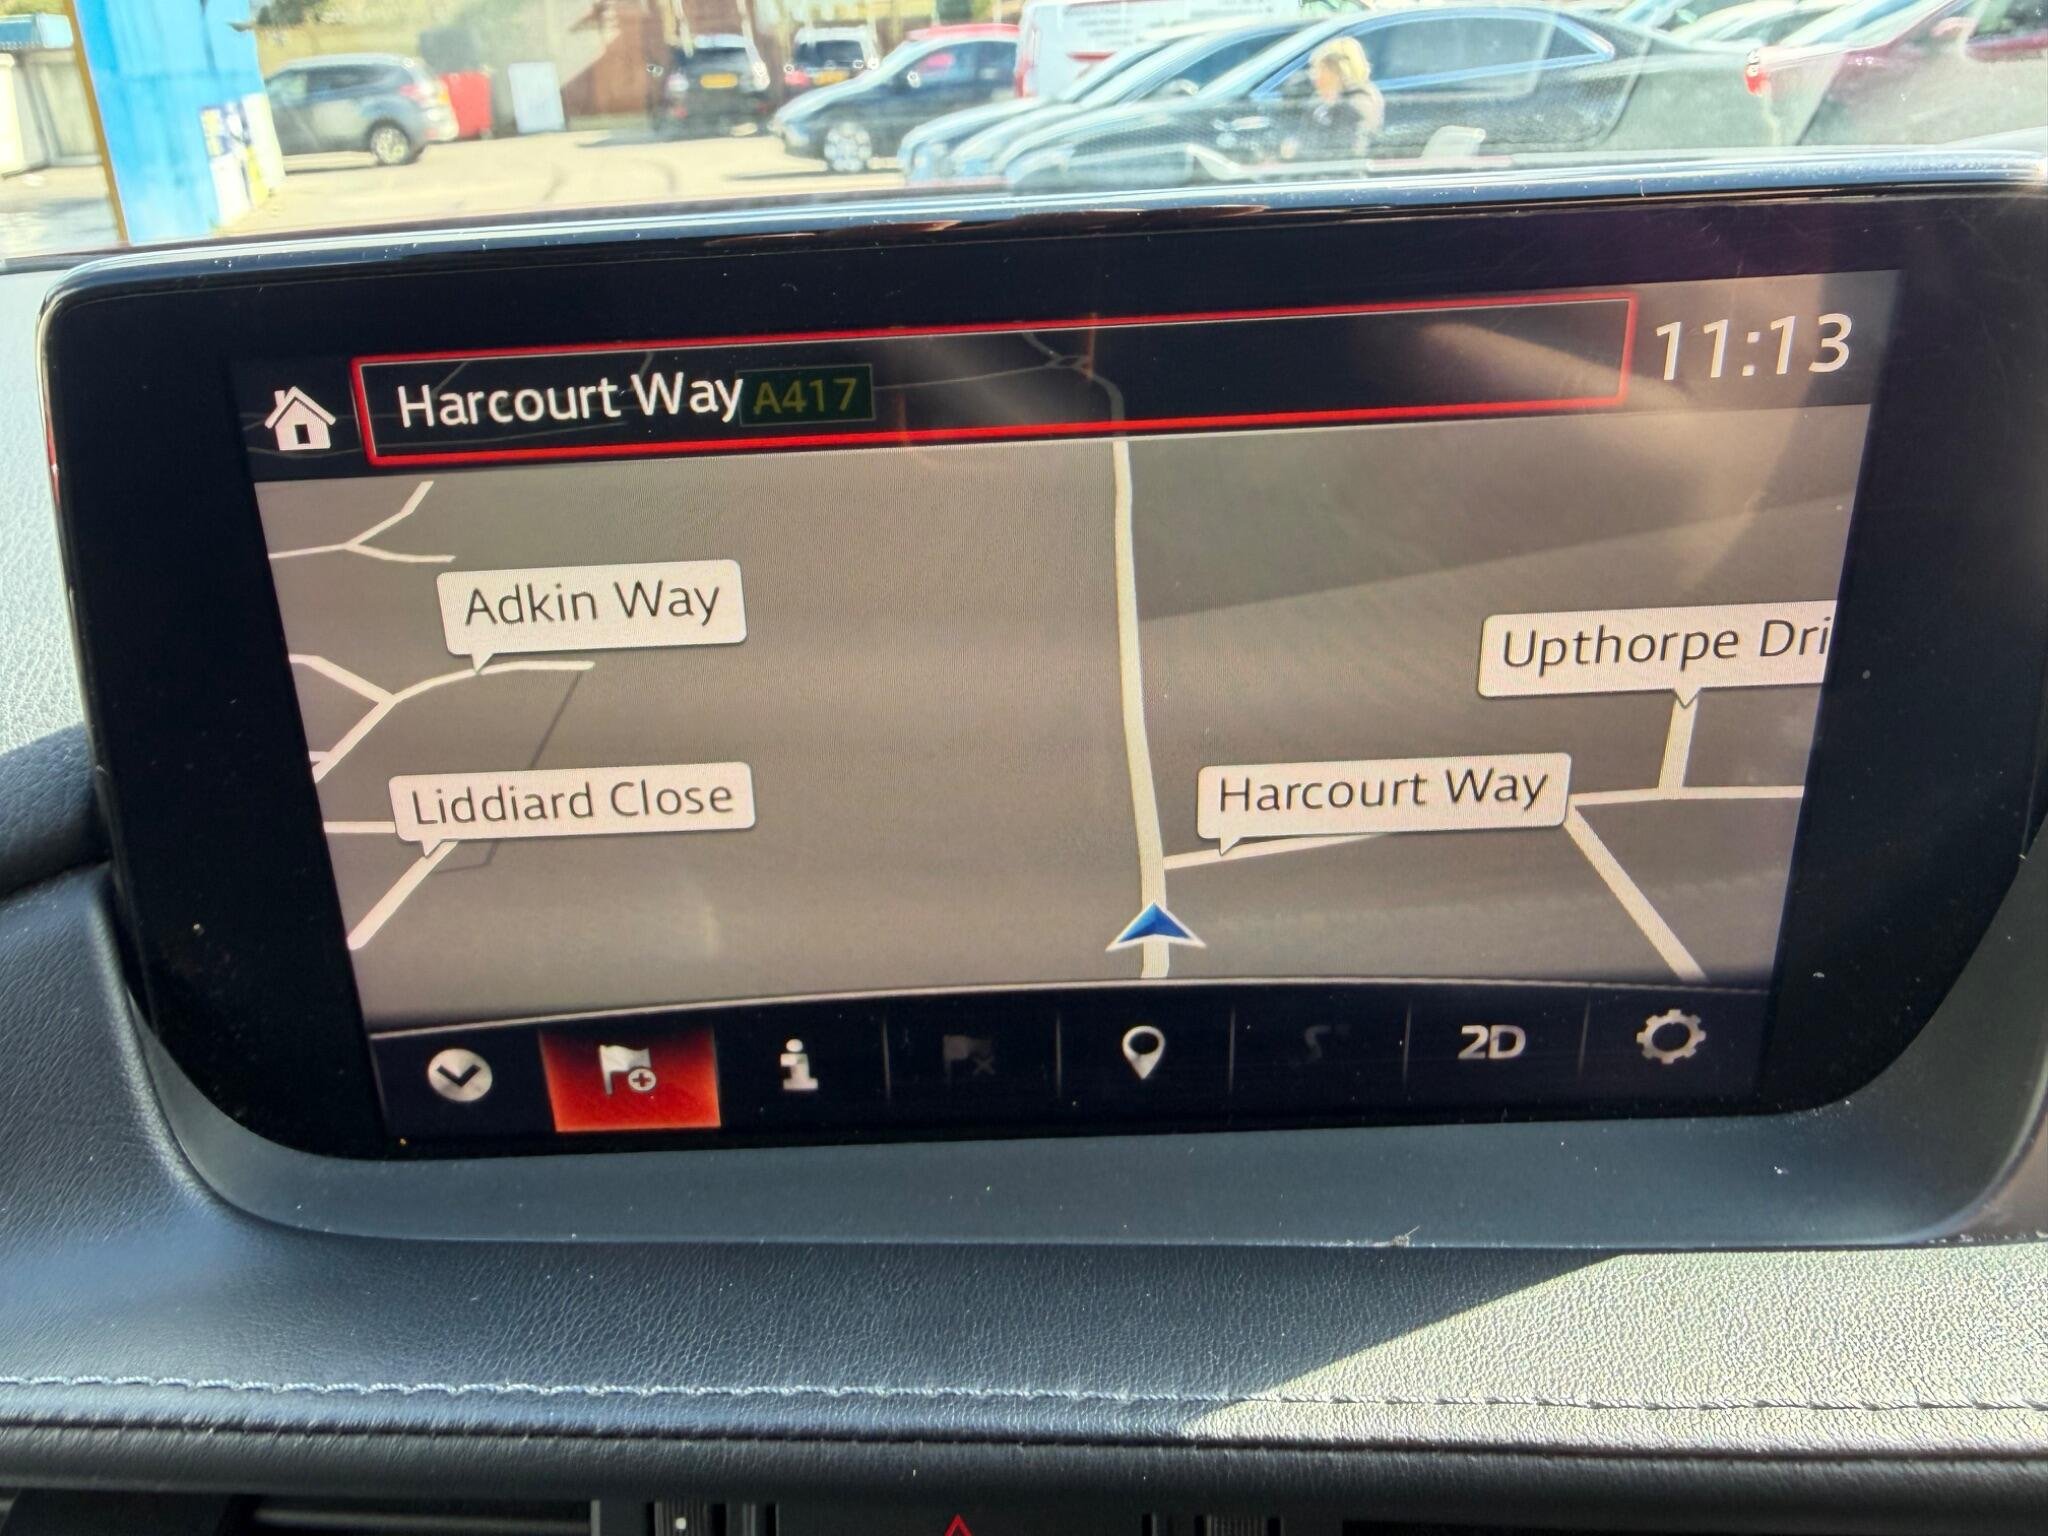 Harcourt Way A417
11:13
Adkin Way
Upthorpe Dri
Harcourt Way
Liddiard Close
2D